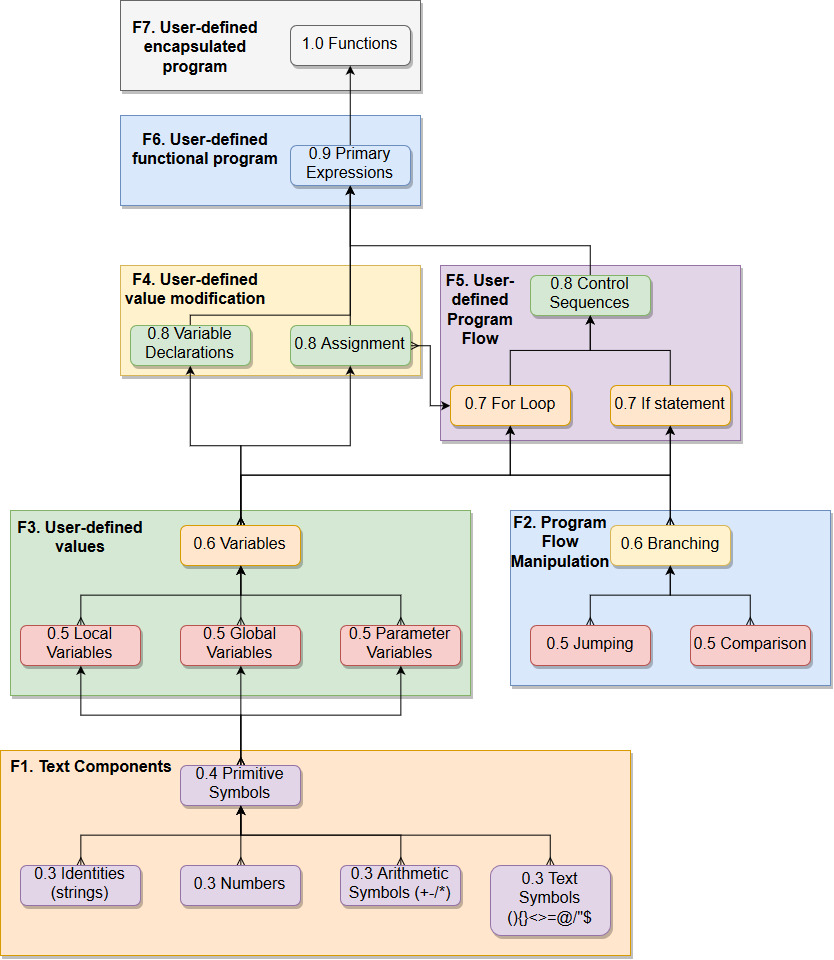 F7. User-defined
encapsulated
program
1.0 Functions
F6. User-defined
functional program
0.9 Primary
Expressions
F4. User-defined
value modification
0.8 Variable
Declarations
0.8 Assignment
F5. User-
defined
Program
Flow
0.8 Control
Sequences
0.7 For Loop
0.7 If statement
F3. User-defined
values
0.6 Variables
0.5 Local
Variables
0.5 Global
Variables
0.5 Parameter
Variables
F2. Program
Flow
Manipulation
0.6 Branching
0.5 Jumping
0.5 Comparison
F1. Text Components
0.4 Primitive
Symbols
0.3 Identities
(strings)
0.3 Numbers
0.3 Arithmetic
Symbols (+-/*)
0.3 Text
Symbols
(){}<>=@/"$